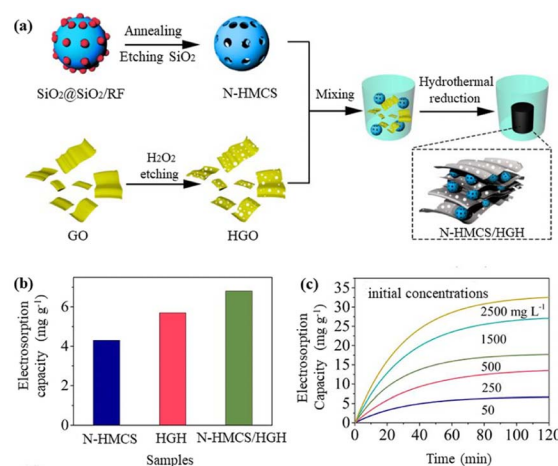 (a)
Annealing
Etching SiO₂
SiO₂@SiO₂/RF
N-HMCS
Mixing
Hydrothermal
reduction
H₂O₂
etching
GO
HGO
N-HMCS/HGH
(b)
Electrosorption
capacity (mg g⁻¹)
8
6
4
2
0
N-HMCS HGH N-HMCS/HGH
Samples
(c)
initial concentrations
Electrosorption
Capacity (mg g⁻¹)
35
30
25
20
15
10
5
0
2500 mg L⁻¹
1500
500
250
50
0 20 40 60 80 100 120
Time (min)